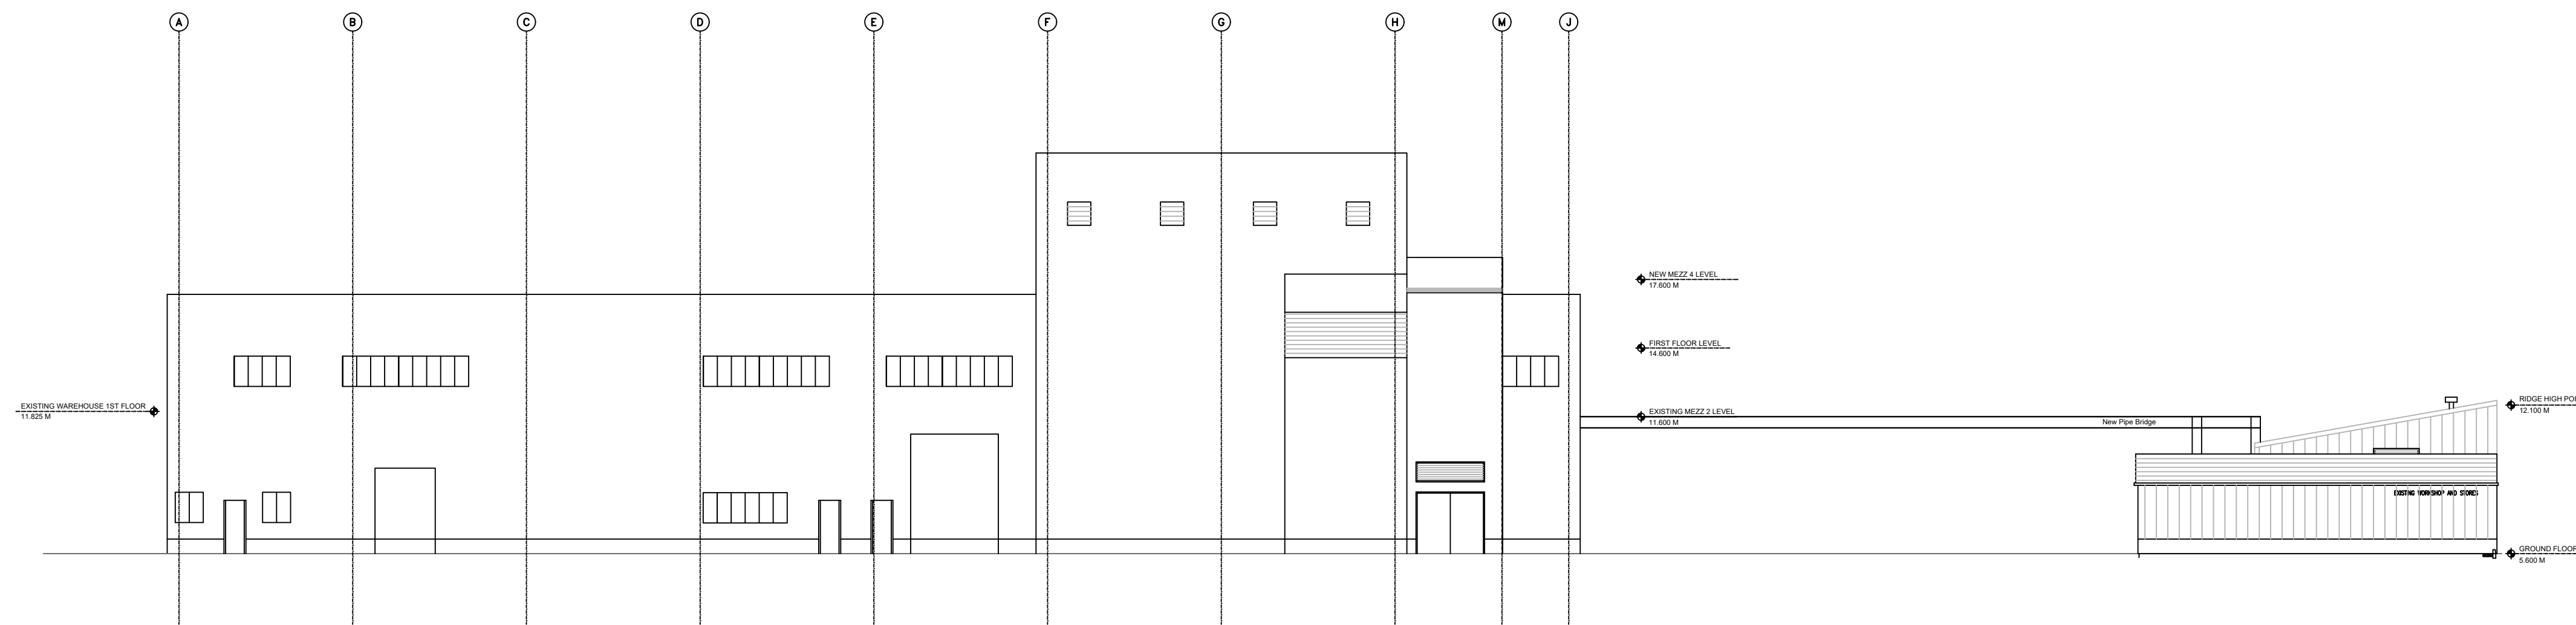 A B C D E F G H M J
NEW MEZZ 4 LEVEL
17.600 M
FIRST FLOOR LEVEL
14.600 M
EXISTING WAREHOUSE 1ST FLOOR
11.825 M
EXISTING MEZZ 2 LEVEL
11.600 M
New Pipe Bridge
RIDGE HIGH POI
12.100 M
EXISTING WORKSHOP AND STORES
GROUND FLOOR
5.600 M